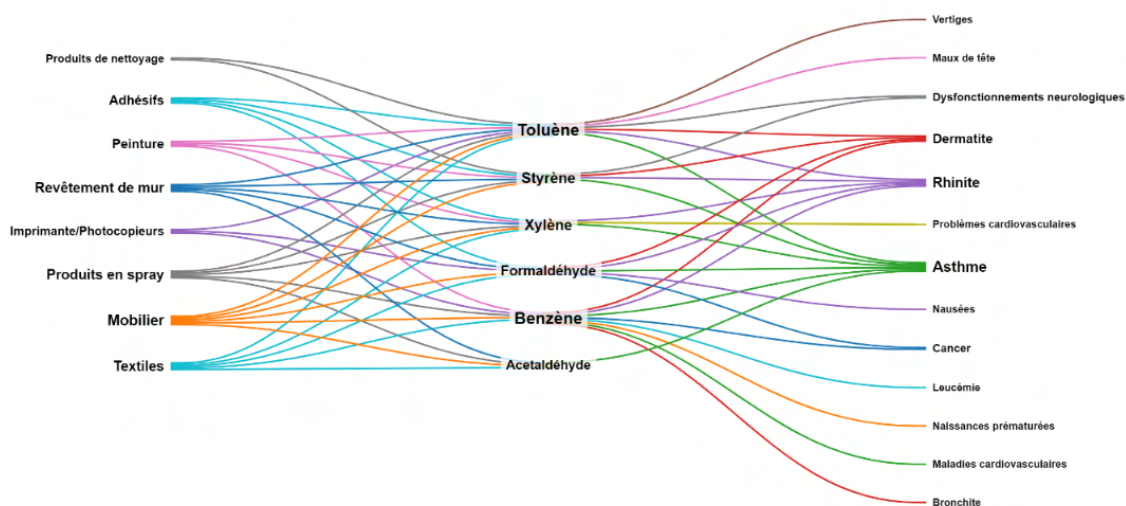 Produits de nettoyage
Adhésifs
Peinture
Revêtement de mur
Imprimante/Photocopieurs
Produits en spray
Mobilier
Textiles
Toluène
Styrène
Xylène
Formaldéhyde
Benzène
Acetaldéhyde
Vertiges
Maux de tête
Dysfonctionnements neurologiques
Dermatite
Rhinite
Problèmes cardiovasculaires
Asthme
Nausées
Cancer
Leucémie
Naissances prématurées
Maladies cardiovasculaires
Bronchite